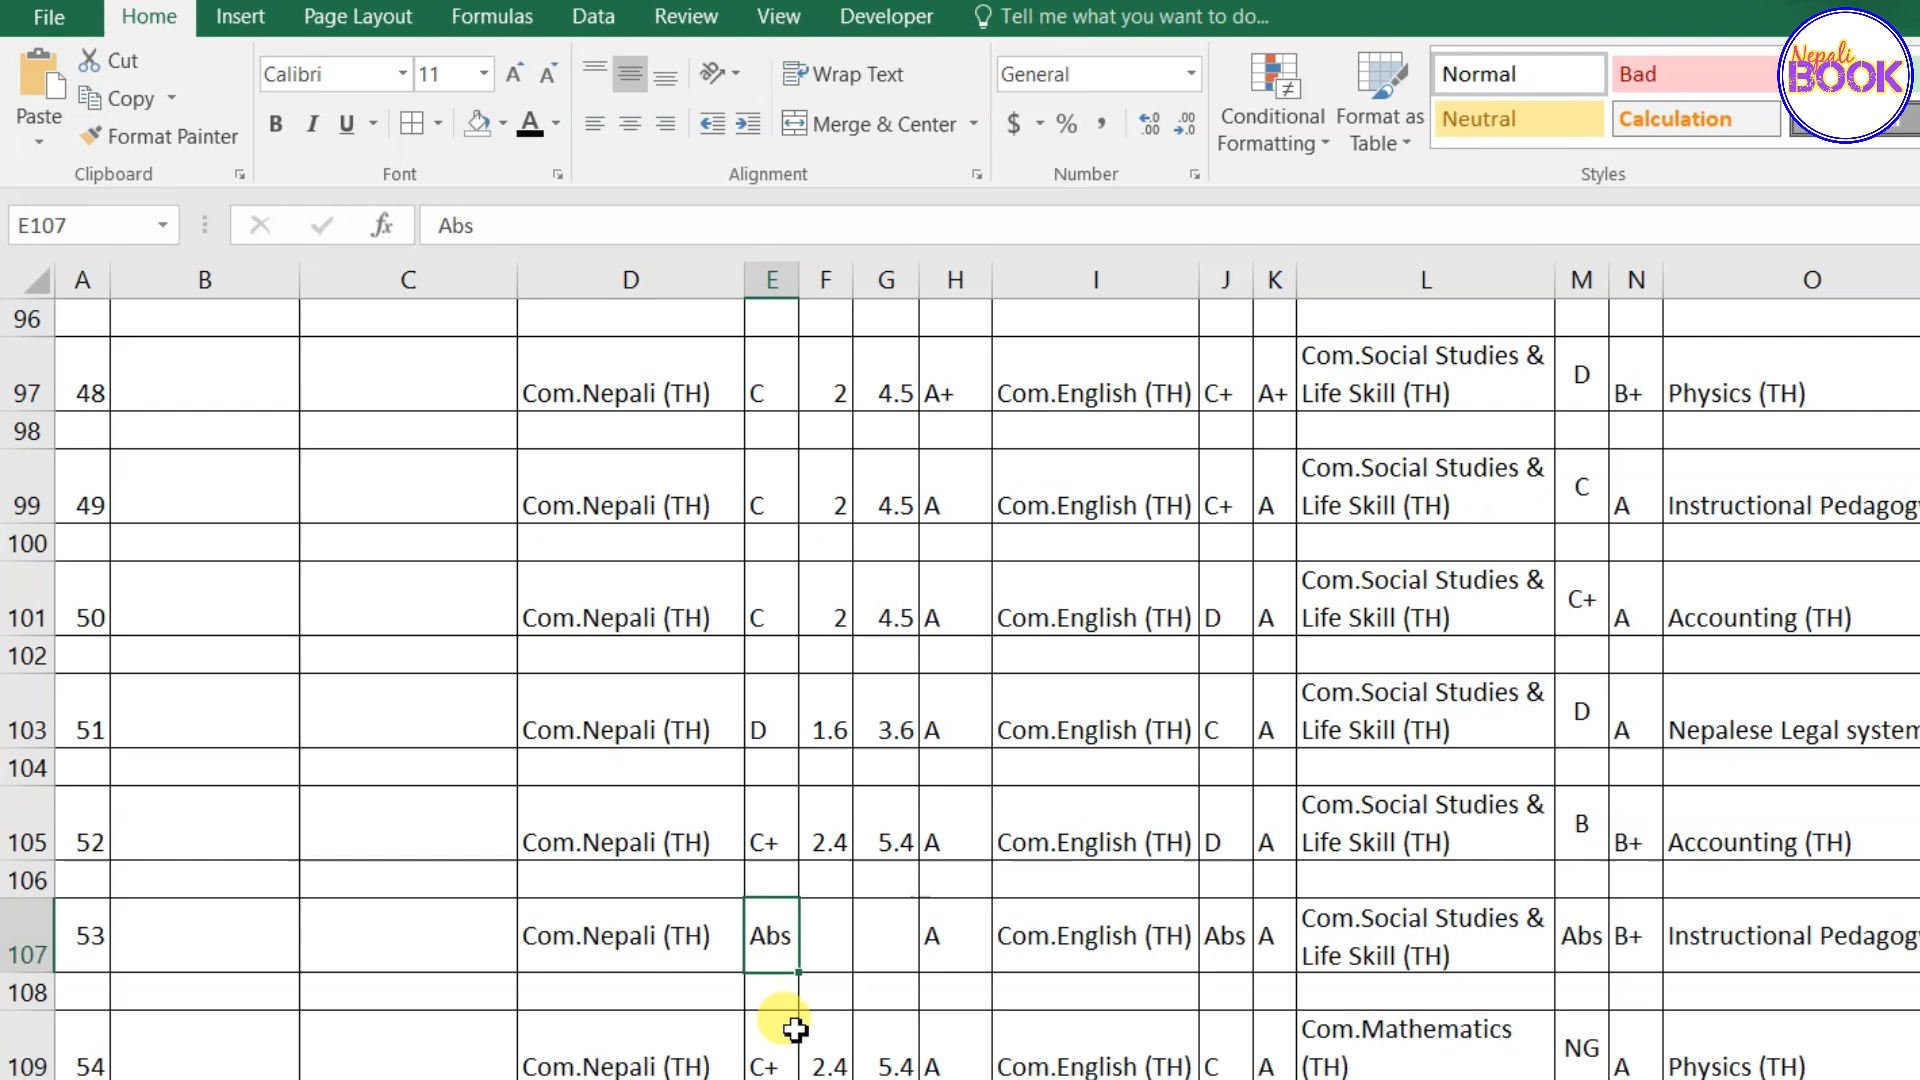 File Home Insert Page Layout Formulas Data Review View Developer Tell me what you want to do...
Nepali
BOOK
Cut
Copy
Format Painter
Paste
Clipboard
Calibri 11 A A
B I U A
Font
Wrap Text
Merge & Center
Alignment
General
$ % , .00 .00
Number
Conditional Formatting
Format as Table
Normal Bad
Neutral Calculation
Styles
E107 fx Abs
A B C D E F G H I J K L M N O
96
97 48 Com.Nepali (TH) C 2 4.5 A+ Com.English (TH) C+ A+ Com.Social Studies & Life Skill (TH) D B+ Physics (TH)
98
99 49 Com.Nepali (TH) C 2 4.5 A Com.English (TH) C+ A Com.Social Studies & Life Skill (TH) C A Instructional Pedagogy
100
101 50 Com.Nepali (TH) C 2 4.5 A Com.English (TH) D A Com.Social Studies & Life Skill (TH) C+ A Accounting (TH)
102
103 51 Com.Nepali (TH) D 1.6 3.6 A Com.English (TH) C A Com.Social Studies & Life Skill (TH) D A Nepalese Legal system
104
105 52 Com.Nepali (TH) C+ 2.4 5.4 A Com.English (TH) D A Com.Social Studies & Life Skill (TH) B B+ Accounting (TH)
106
107 53 Com.Nepali (TH) Abs A Com.English (TH) Abs A Com.Social Studies & Life Skill (TH) Abs B+ Instructional Pedagogy
108
109 54 Com.Nepali (TH) C+ 2.4 5.4 A Com.English (TH) C A Com.Mathematics (TH) NG A Physics (TH)